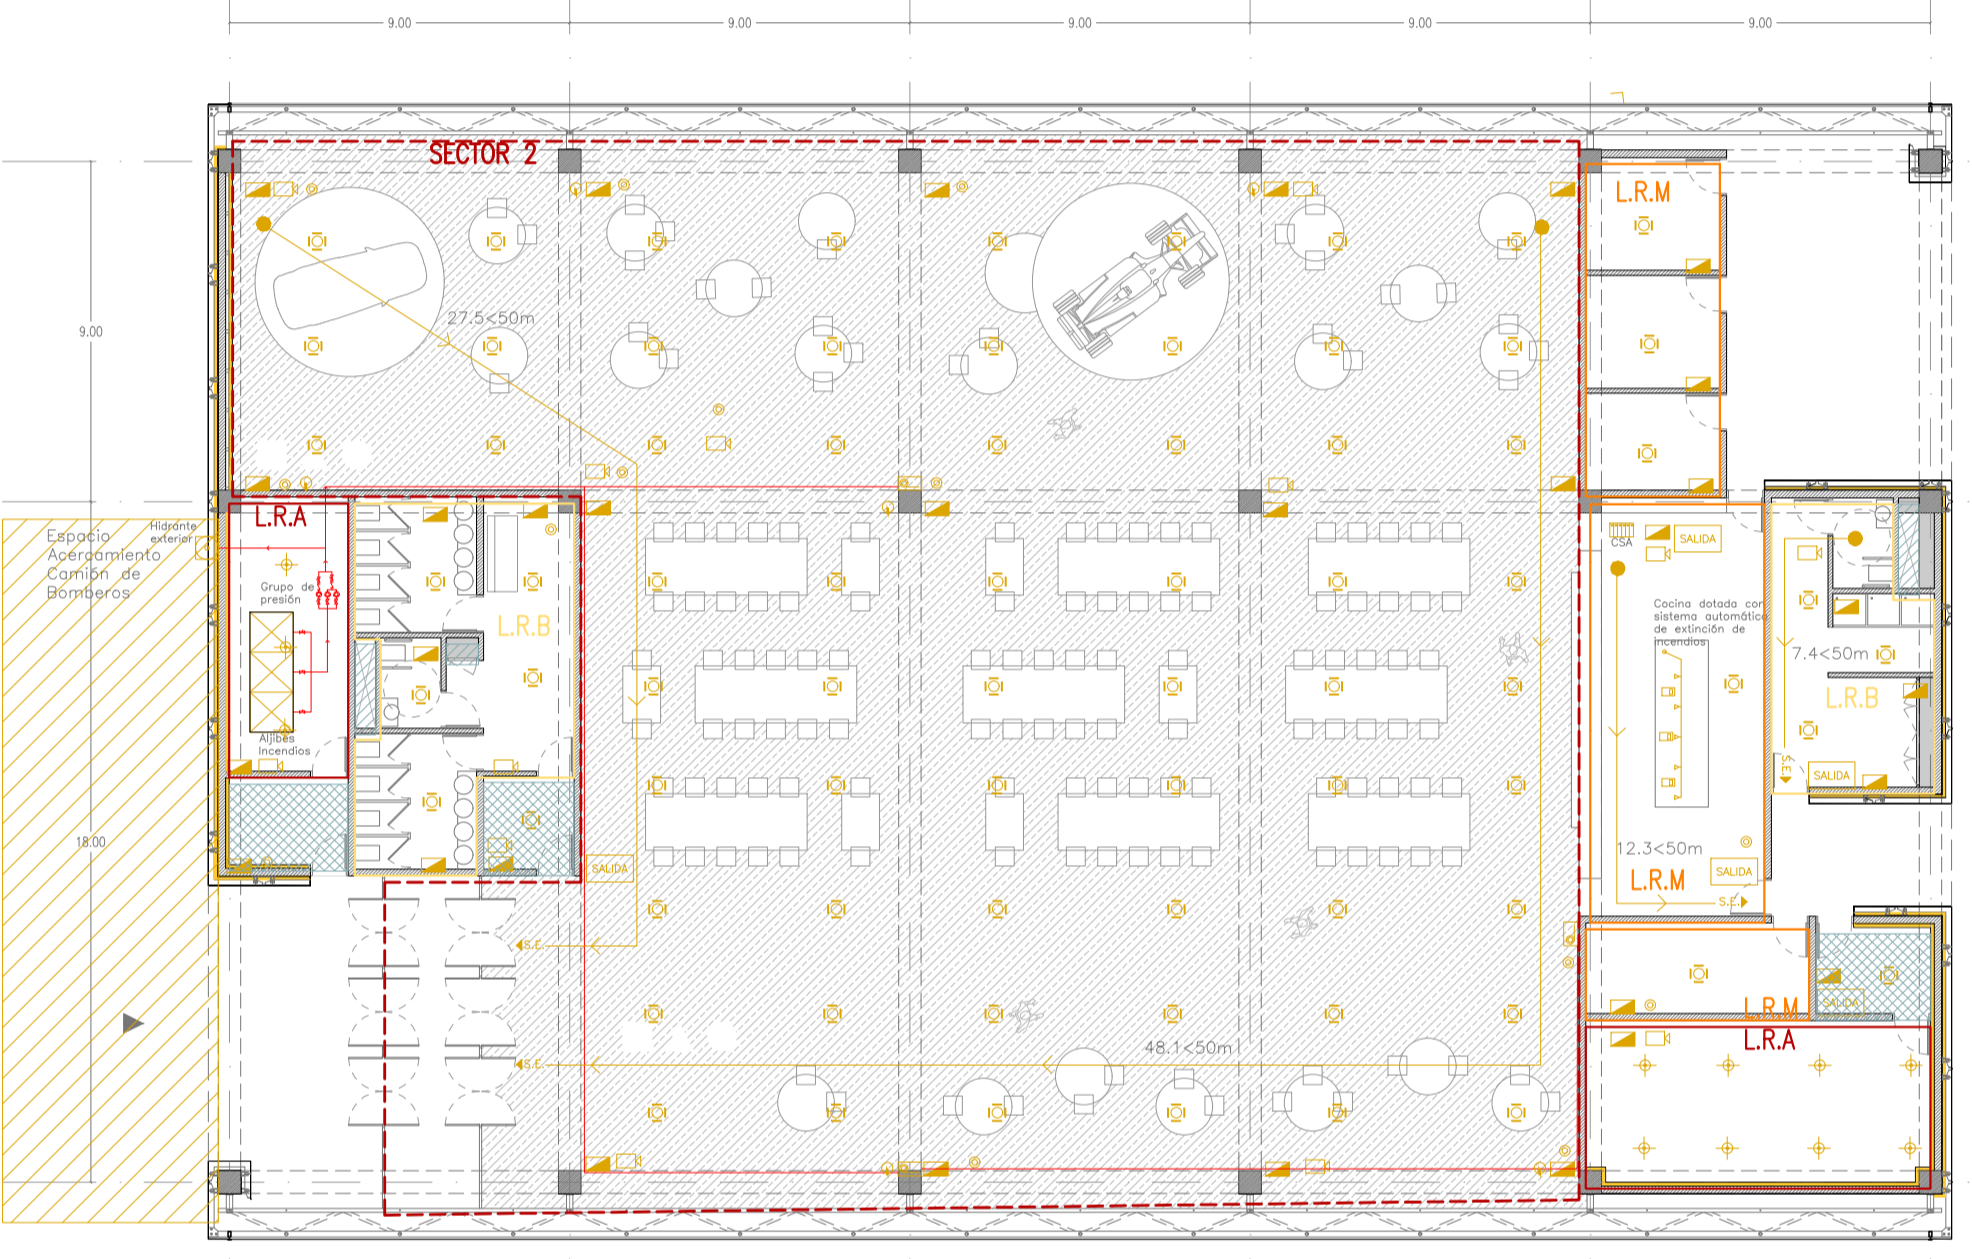 9.00
9.00
9.00
9.00
9.00
SECTOR 2
L.R.M
27.5<50m
9.00
L.R.A
Hidrante
exterior
Espacio
Acercamiento
Camión de
Bomberos
Grupo de
presión
L.R.B
CSA
SALIDA
Cocina dotada con
sistema automático
de extinción de
incendios
7.4<50m
L.R.B
Aljibes
Incendios
S.E.
SALIDA
18.00
12.3<50m
SALIDA
SALIDA
L.R.M
S.E.
S.E.
SALIDA
L.R.M
L.R.A
48.1<50m
S.E.